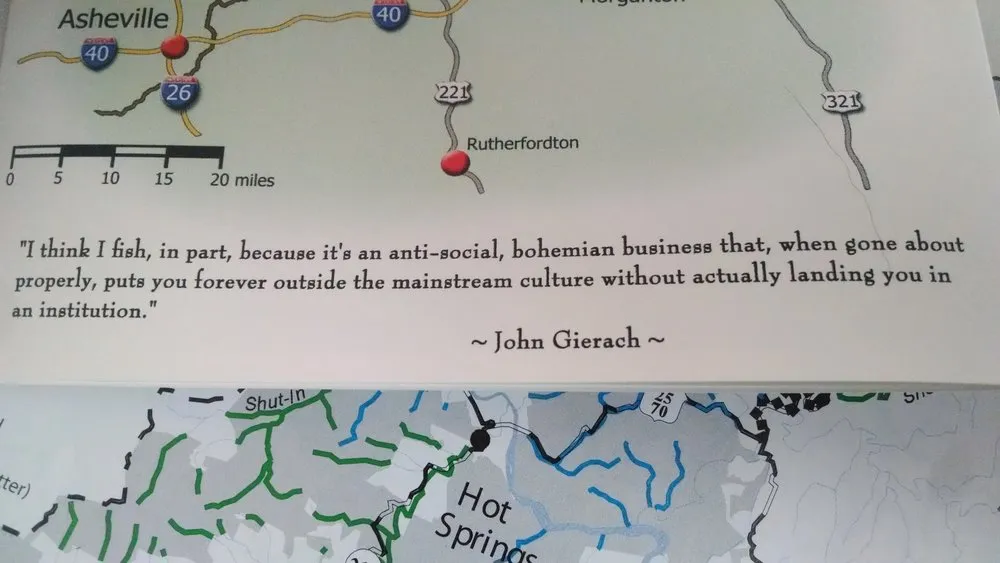 Asheville
40
40
26
221
321
Rutherfordton
0 5 10 15 20 miles
"I think I fish, in part, because it's an anti-social, bohemian business that, when gone about
properly, puts you forever outside the mainstream culture without actually landing you in
an institution."
~ John Gierach ~
Shut-In
25
70
Hot
Springs